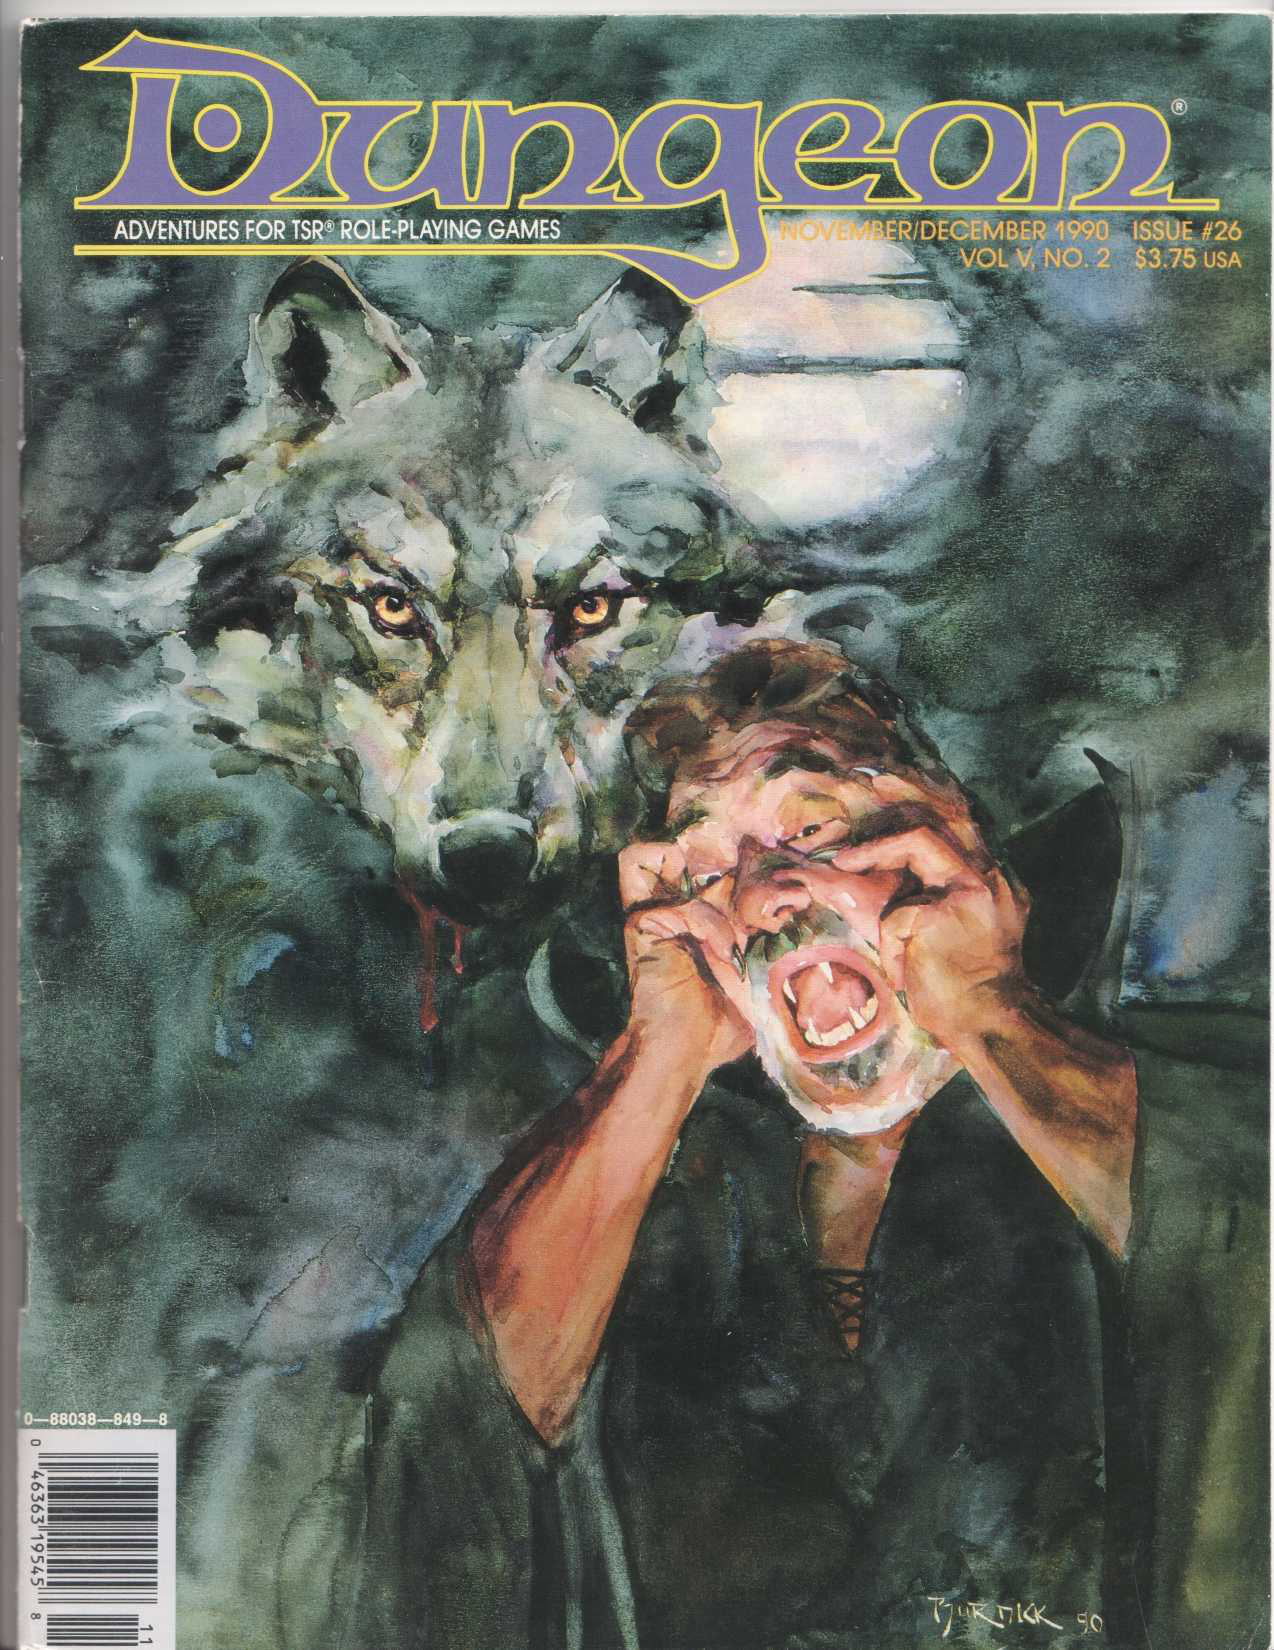 Dungeon®
ADVENTURES FOR TSR® ROLE-PLAYING GAMES
NOVEMBER/DECEMBER 1990 ISSUE #26
VOL V, NO. 2 $3.75 USA
0-88038-849-8
0 46363 19545 8
11
90